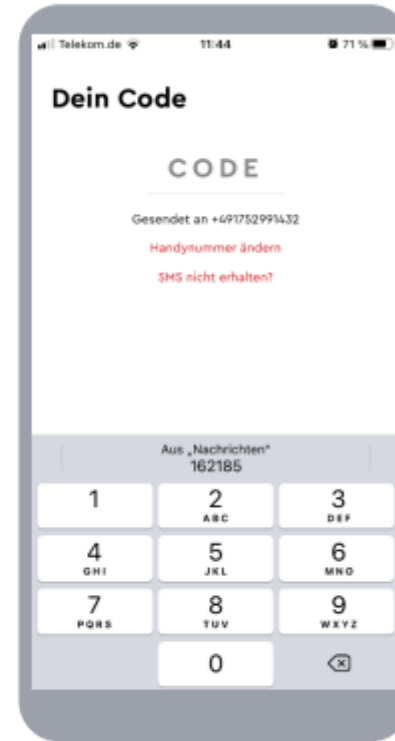 Telekom.de
11:44
71 %
Dein Code
CODE
Gesendet an +491752991432
Handynummer ändern
SMS nicht erhalten?
Aus „Nachrichten“
162185
1
2
ABC
3
DEF
4
GHI
5
JKL
6
MNO
7
PQRS
8
TUV
9
WXYZ
0